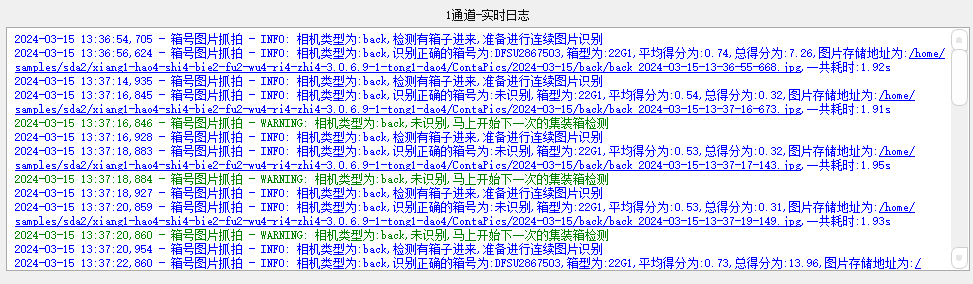 1通道-实时日志
2024-03-15 13:36:54,705 - 箱号图片抓拍 - INFO: 相机类型为:back,检测有箱子进来,准备进行连续图片识别
2024-03-15 13:36:56,624 - 箱号图片抓拍 - INFO: 相机类型为:back,识别正确的箱号为:DFSU2867503,箱型为:22G1,平均得分为:0.74,总得分为:7.26,图片存储地址为:/home/
samples/sda2/xiang1-hao4-shi4-bie2-fu2-wu4-ri4-zhi4-3.0.6.9-1-tong1-dao4/ContaPics/2024-03-15/back/back_2024-03-15-13-36-55-668.jpg,一共耗时:1.92s
2024-03-15 13:37:14,935 - 箱号图片抓拍 - INFO: 相机类型为:back,检测有箱子进来,准备进行连续图片识别
2024-03-15 13:37:16,845 - 箱号图片抓拍 - INFO: 相机类型为:back,识别正确的箱号为:未识别,箱型为:22G1,平均得分为:0.54,总得分为:0.32,图片存储地址为:/home/
samples/sda2/xiang1-hao4-shi4-bie2-fu2-wu4-ri4-zhi4-3.0.6.9-1-tong1-dao4/ContaPics/2024-03-15/back/back_2024-03-15-13-37-16-673.jpg,一共耗时:1.91s
2024-03-15 13:37:16,846 - 箱号图片抓拍 - WARNING: 相机类型为:back,未识别,马上开始下一次的集装箱检测
2024-03-15 13:37:16,928 - 箱号图片抓拍 - INFO: 相机类型为:back,检测有箱子进来,准备进行连续图片识别
2024-03-15 13:37:18,883 - 箱号图片抓拍 - INFO: 相机类型为:back,识别正确的箱号为:未识别,箱型为:22G1,平均得分为:0.53,总得分为:0.32,图片存储地址为:/home/
samples/sda2/xiang1-hao4-shi4-bie2-fu2-wu4-ri4-zhi4-3.0.6.9-1-tong1-dao4/ContaPics/2024-03-15/back/back_2024-03-15-13-37-17-143.jpg,一共耗时:1.95s
2024-03-15 13:37:18,884 - 箱号图片抓拍 - WARNING: 相机类型为:back,未识别,马上开始下一次的集装箱检测
2024-03-15 13:37:18,927 - 箱号图片抓拍 - INFO: 相机类型为:back,检测有箱子进来,准备进行连续图片识别
2024-03-15 13:37:20,859 - 箱号图片抓拍 - INFO: 相机类型为:back,识别正确的箱号为:未识别,箱型为:22G1,平均得分为:0.53,总得分为:0.31,图片存储地址为:/home/
samples/sda2/xiang1-hao4-shi4-bie2-fu2-wu4-ri4-zhi4-3.0.6.9-1-tong1-dao4/ContaPics/2024-03-15/back/back_2024-03-15-13-37-19-149.jpg,一共耗时:1.93s
2024-03-15 13:37:20,860 - 箱号图片抓拍 - WARNING: 相机类型为:back,未识别,马上开始下一次的集装箱检测
2024-03-15 13:37:20,954 - 箱号图片抓拍 - INFO: 相机类型为:back,检测有箱子进来,准备进行连续图片识别
2024-03-15 13:37:22,860 - 箱号图片抓拍 - INFO: 相机类型为:back,识别正确的箱号为:DFSU2867503,箱型为:22G1,平均得分为:0.73,总得分为:13.96,图片存储地址为:/